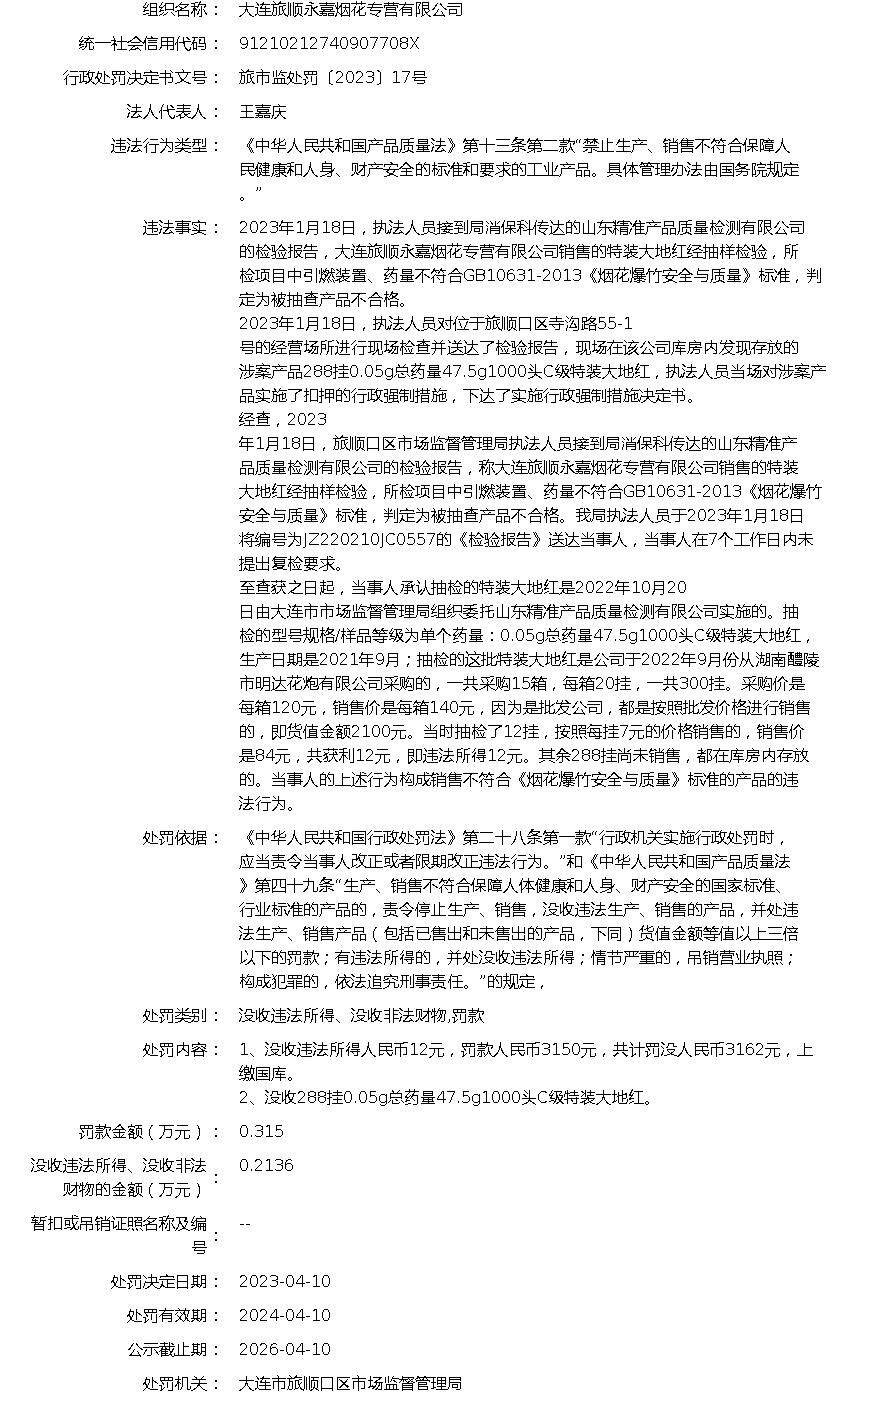 组织名称： 大连旅顺永嘉烟花专营有限公司
统一社会信用代码： 91210212740907708X
行政处罚决定书文号： 旅市监处罚〔2023〕17号
法人代表人： 王嘉庆
违法行为类型： 《中华人民共和国产品质量法》第十三条第二款“禁止生产、销售不符合保障人
民健康和人身、财产安全的标准和要求的工业产品。具体管理办法由国务院规定
。”
违法事实： 2023年1月18日，执法人员接到局消保科传达的山东精准产品质量检测有限公司
的检验报告，大连旅顺永嘉烟花专营有限公司销售的特装大地红经抽样检验，所
检项目中引燃装置、药量不符合GB10631-2013《烟花爆竹安全与质量》标准，判
定为被抽查产品不合格。
2023年1月18日，执法人员对位于旅顺口区寺沟路55-1
号的经营场所进行现场检查并送达了检验报告，现场在该公司库房内发现存放的
涉案产品288挂0.05g总药量47.5g1000头C级特装大地红，执法人员当场对涉案产
品实施了扣押的行政强制措施，下达了实施行政强制措施决定书。
经查，2023
年1月18日，旅顺口区市场监督管理局执法人员接到局消保科传达的山东精准产
品质量检测有限公司的检验报告，称大连旅顺永嘉烟花专营有限公司销售的特装
大地红经抽样检验，所检项目中引燃装置、药量不符合GB10631-2013《烟花爆竹
安全与质量》标准，判定为被抽查产品不合格。我局执法人员于2023年1月18日
将编号为JZ220210JC0557的《检验报告》送达当事人，当事人在7个工作日内未
提出复检要求。
至查获之日起，当事人承认抽检的特装大地红是2022年10月20
日由大连市市场监督管理局组织委托山东精准产品质量检测有限公司实施的。抽
检的型号规格/样品等级为单个药量：0.05g总药量47.5g1000头C级特装大地红，
生产日期是2021年9月；抽检的这批特装大地红是公司于2022年9月份从湖南醴陵
市明达花炮有限公司采购的，一共采购15箱，每箱20挂，一共300挂。采购价是
每箱120元，销售价是每箱140元，因为是批发公司，都是按照批发价格进行销售
的，即货值金额2100元。当时抽检了12挂，按照每挂7元的价格销售的，销售价
是84元，共获利12元，即违法所得12元。其余288挂尚未销售，都在库房内存放
的。当事人的上述行为构成销售不符合《烟花爆竹安全与质量》标准的产品的违
法行为。
处罚依据： 《中华人民共和国行政处罚法》第二十八条第一款“行政机关实施行政处罚时，
应当责令当事人改正或者限期改正违法行为。”和《中华人民共和国产品质量法
》第四十九条“生产、销售不符合保障人体健康和人身、财产安全的国家标准、
行业标准的产品的，责令停止生产、销售，没收违法生产、销售的产品，并处违
法生产、销售产品（包括已售出和未售出的产品，下同）货值金额等值以上三倍
以下的罚款；有违法所得的，并处没收违法所得；情节严重的，吊销营业执照；
构成犯罪的，依法追究刑事责任。”的规定，
处罚类别： 没收违法所得、没收非法财物,罚款
处罚内容： 1、没收违法所得人民币12元，罚款人民币3150元，共计罚没人民币3162元，上
缴国库。
2、没收288挂0.05g总药量47.5g1000头C级特装大地红。
罚款金额（万元）： 0.315
没收违法所得、没收非法
财物的金额（万元）： 0.2136
暂扣或吊销证照名称及编
号： --
处罚决定日期： 2023-04-10
处罚有效期： 2024-04-10
公示截止期： 2026-04-10
处罚机关： 大连市旅顺口区市场监督管理局